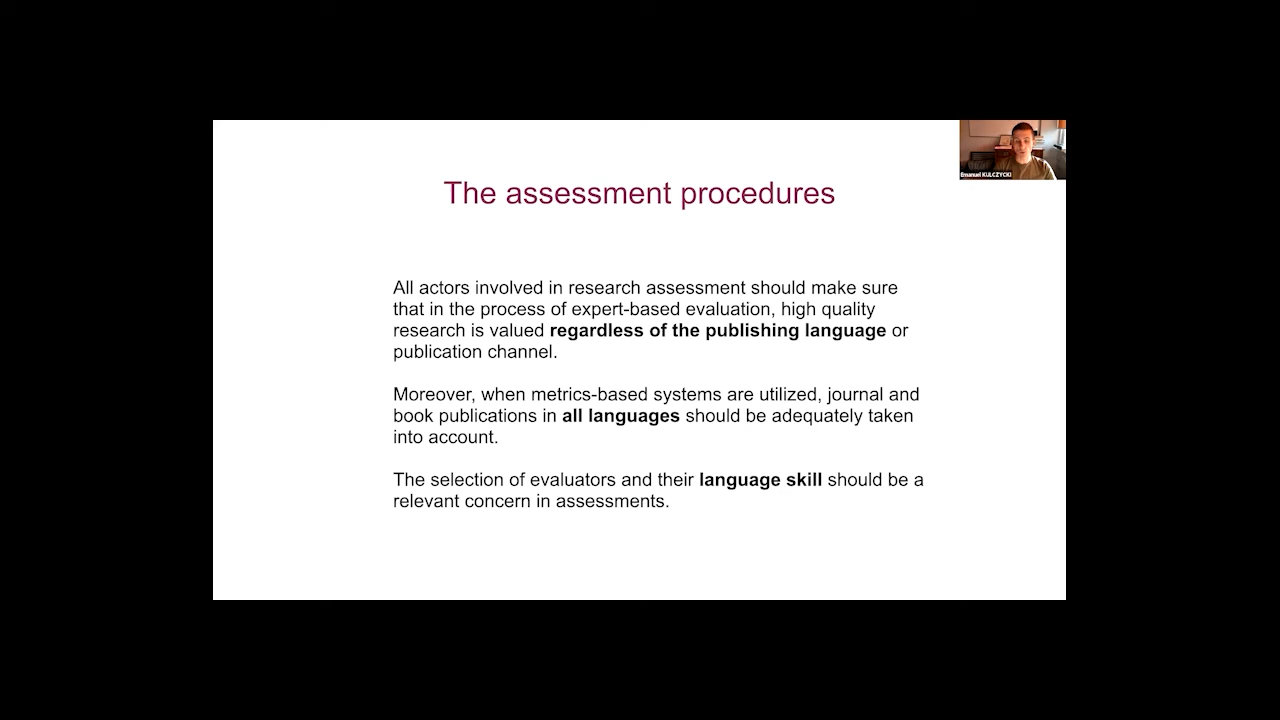 Emanuel KULCZYCKI
The assessment procedures
All actors involved in research assessment should make sure
that in the process of expert-based evaluation, high quality
research is valued regardless of the publishing language or
publication channel.
Moreover, when metrics-based systems are utilized, journal and
book publications in all languages should be adequately taken
into account.
The selection of evaluators and their language skill should be a
relevant concern in assessments.